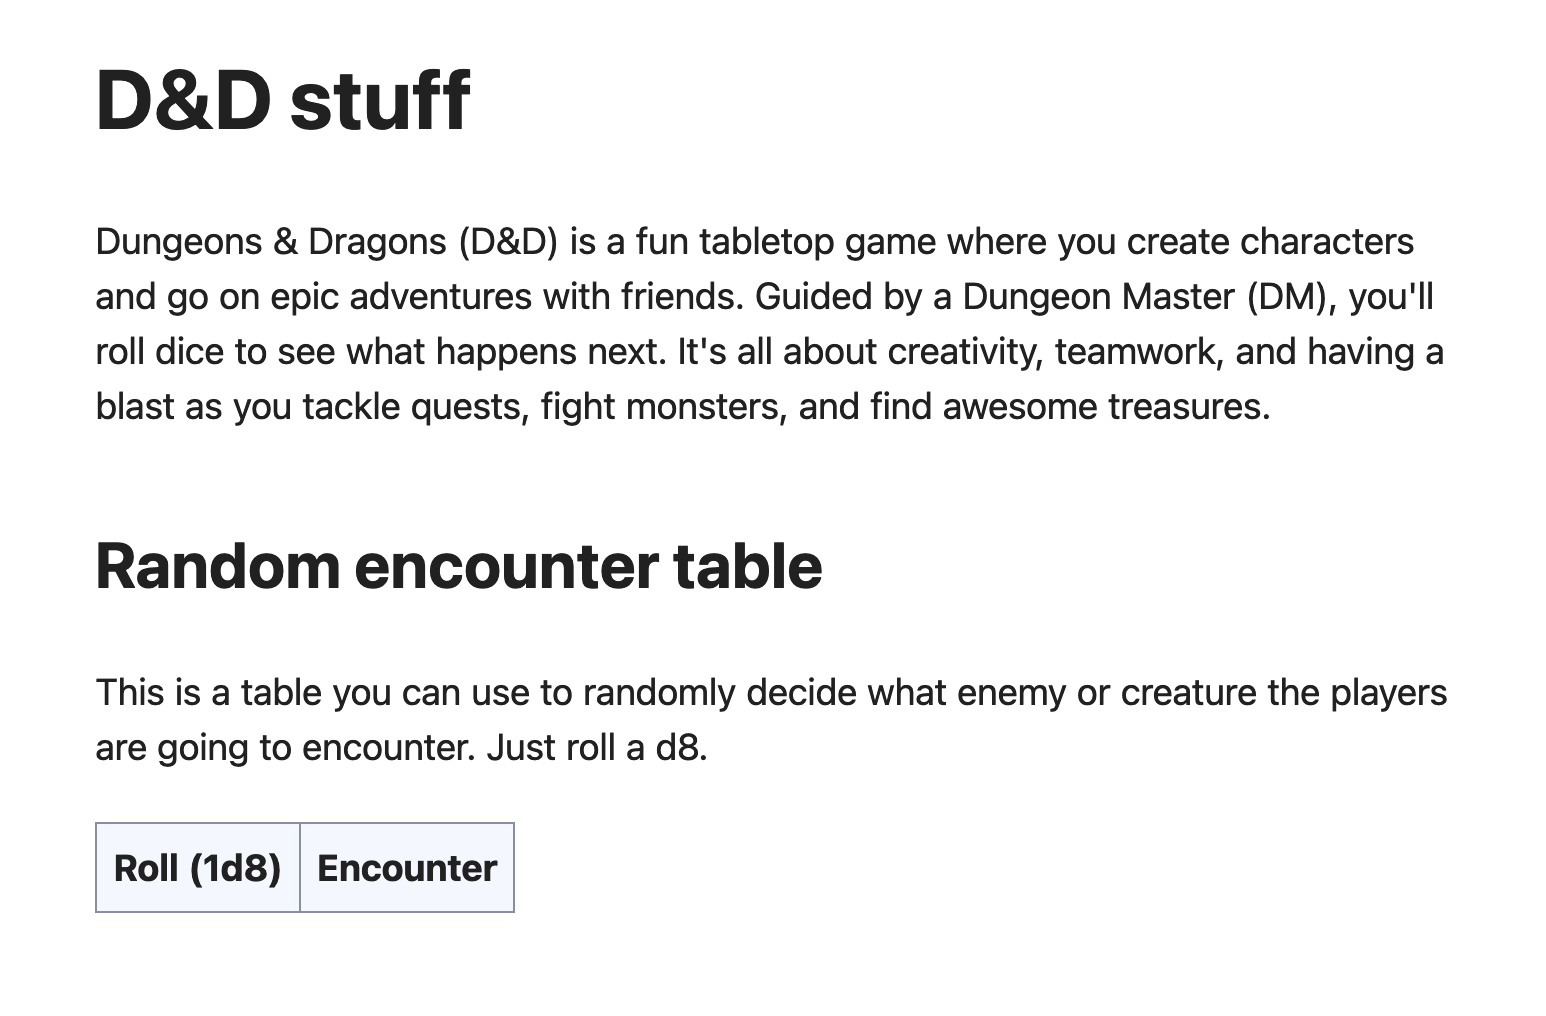 D&D stuff
Dungeons & Dragons (D&D) is a fun tabletop game where you create characters
and go on epic adventures with friends. Guided by a Dungeon Master (DM), you'll
roll dice to see what happens next. It's all about creativity, teamwork, and having a
blast as you tackle quests, fight monsters, and find awesome treasures.
Random encounter table
This is a table you can use to randomly decide what enemy or creature the players
are going to encounter. Just roll a d8.
Roll (1d8) Encounter